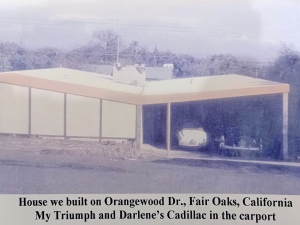 House we built on Orangewood Dr., Fair Oaks, California
My Triumph and Darlene's Cadillac in the carport